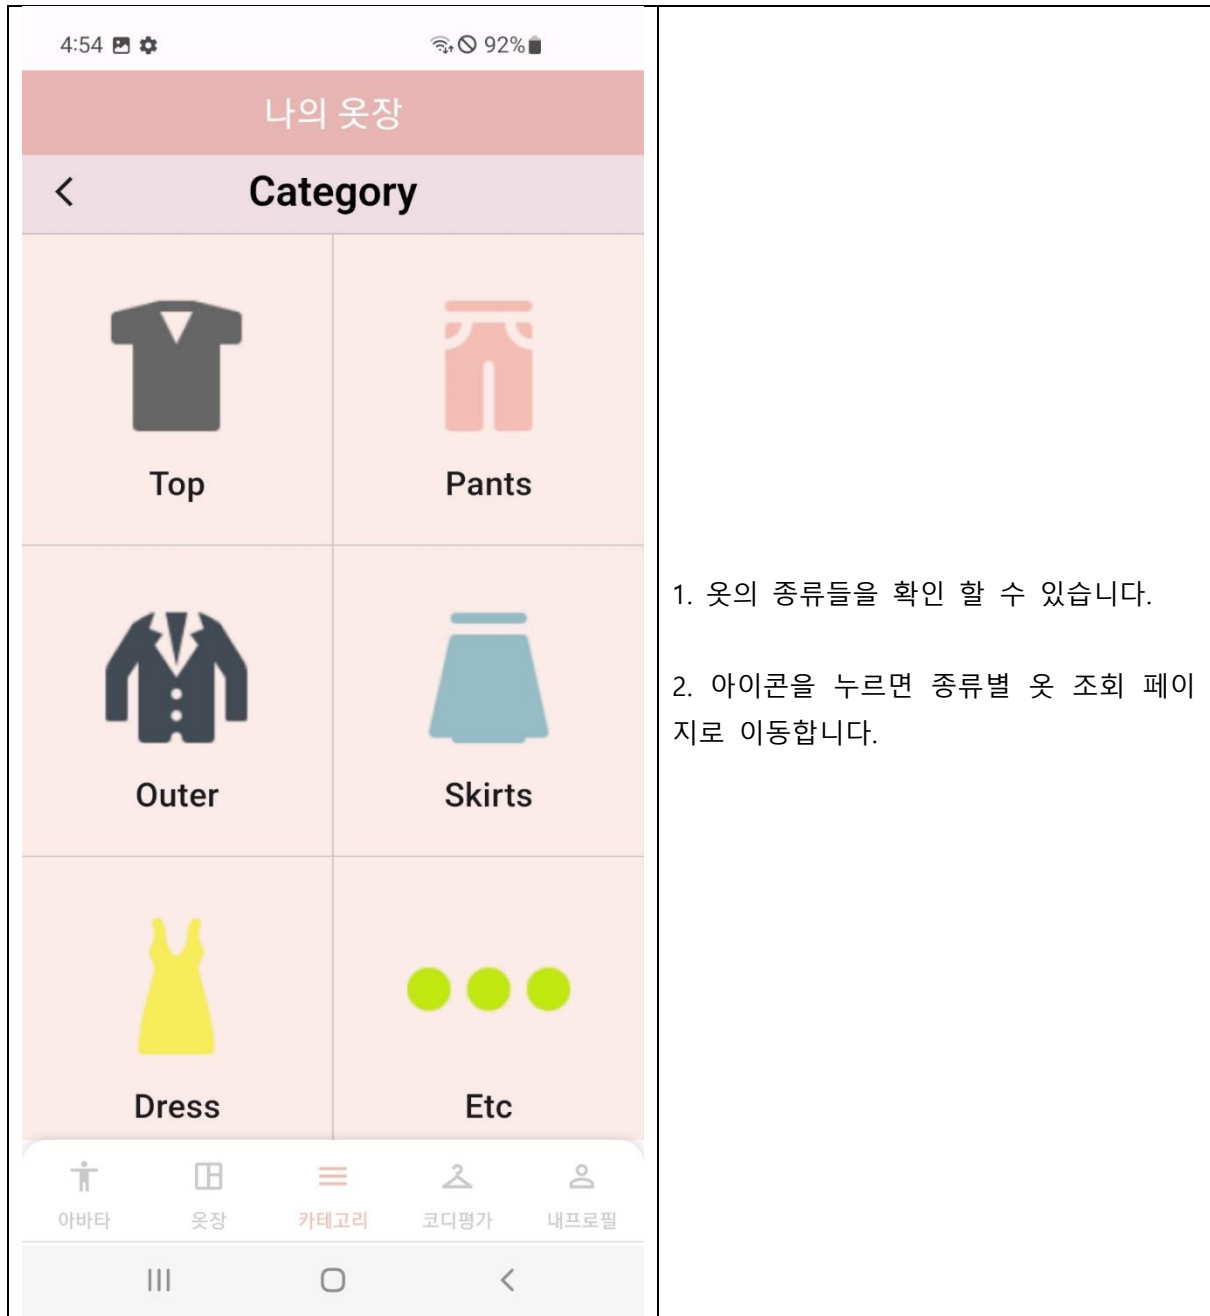 4:54 92%
나의 옷장
Category
Top Pants
Outer Skirts
Dress Etc
아바타 옷장 카테고리 코디평가 내프로필
1. 옷의 종류들을 확인 할 수 있습니다.
2. 아이콘을 누르면 종류별 옷 조회 페이
지로 이동합니다.